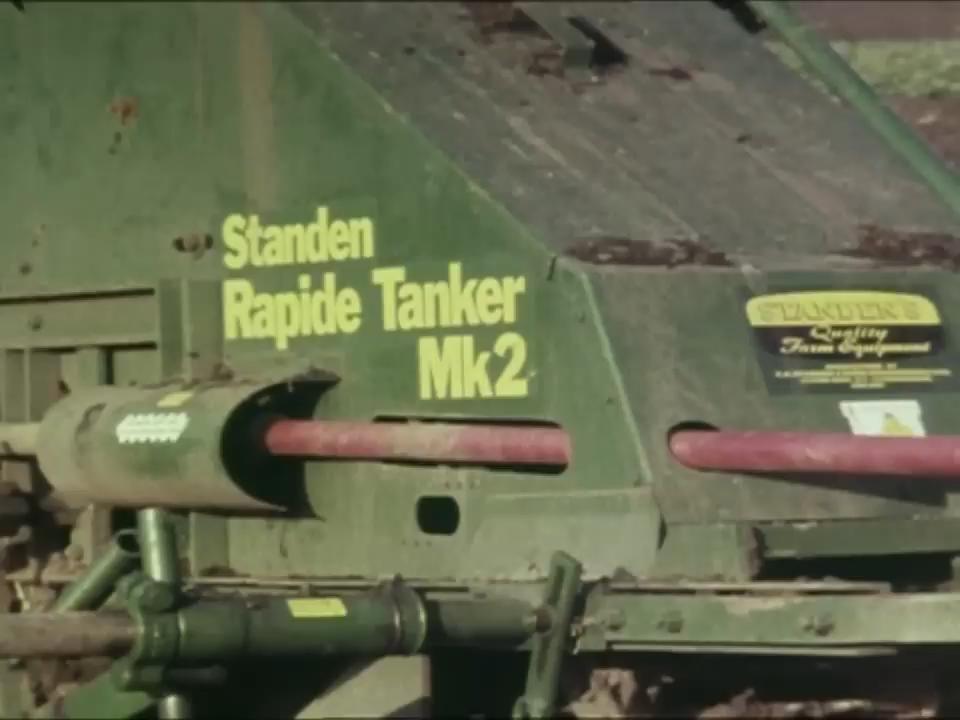 Standen
Rapide Tanker
Mk2
STANDEN'S
Quality
Farm Equipment